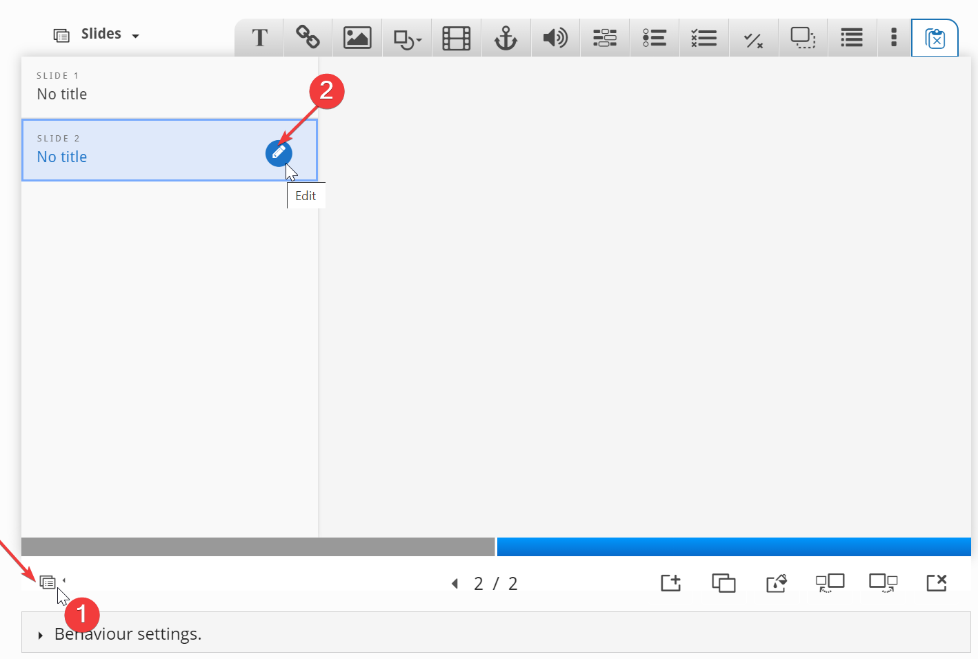 Slides
T
SLIDE 1
No title
2
SLIDE 2
No title
Edit
2 / 2
1
Behaviour settings.